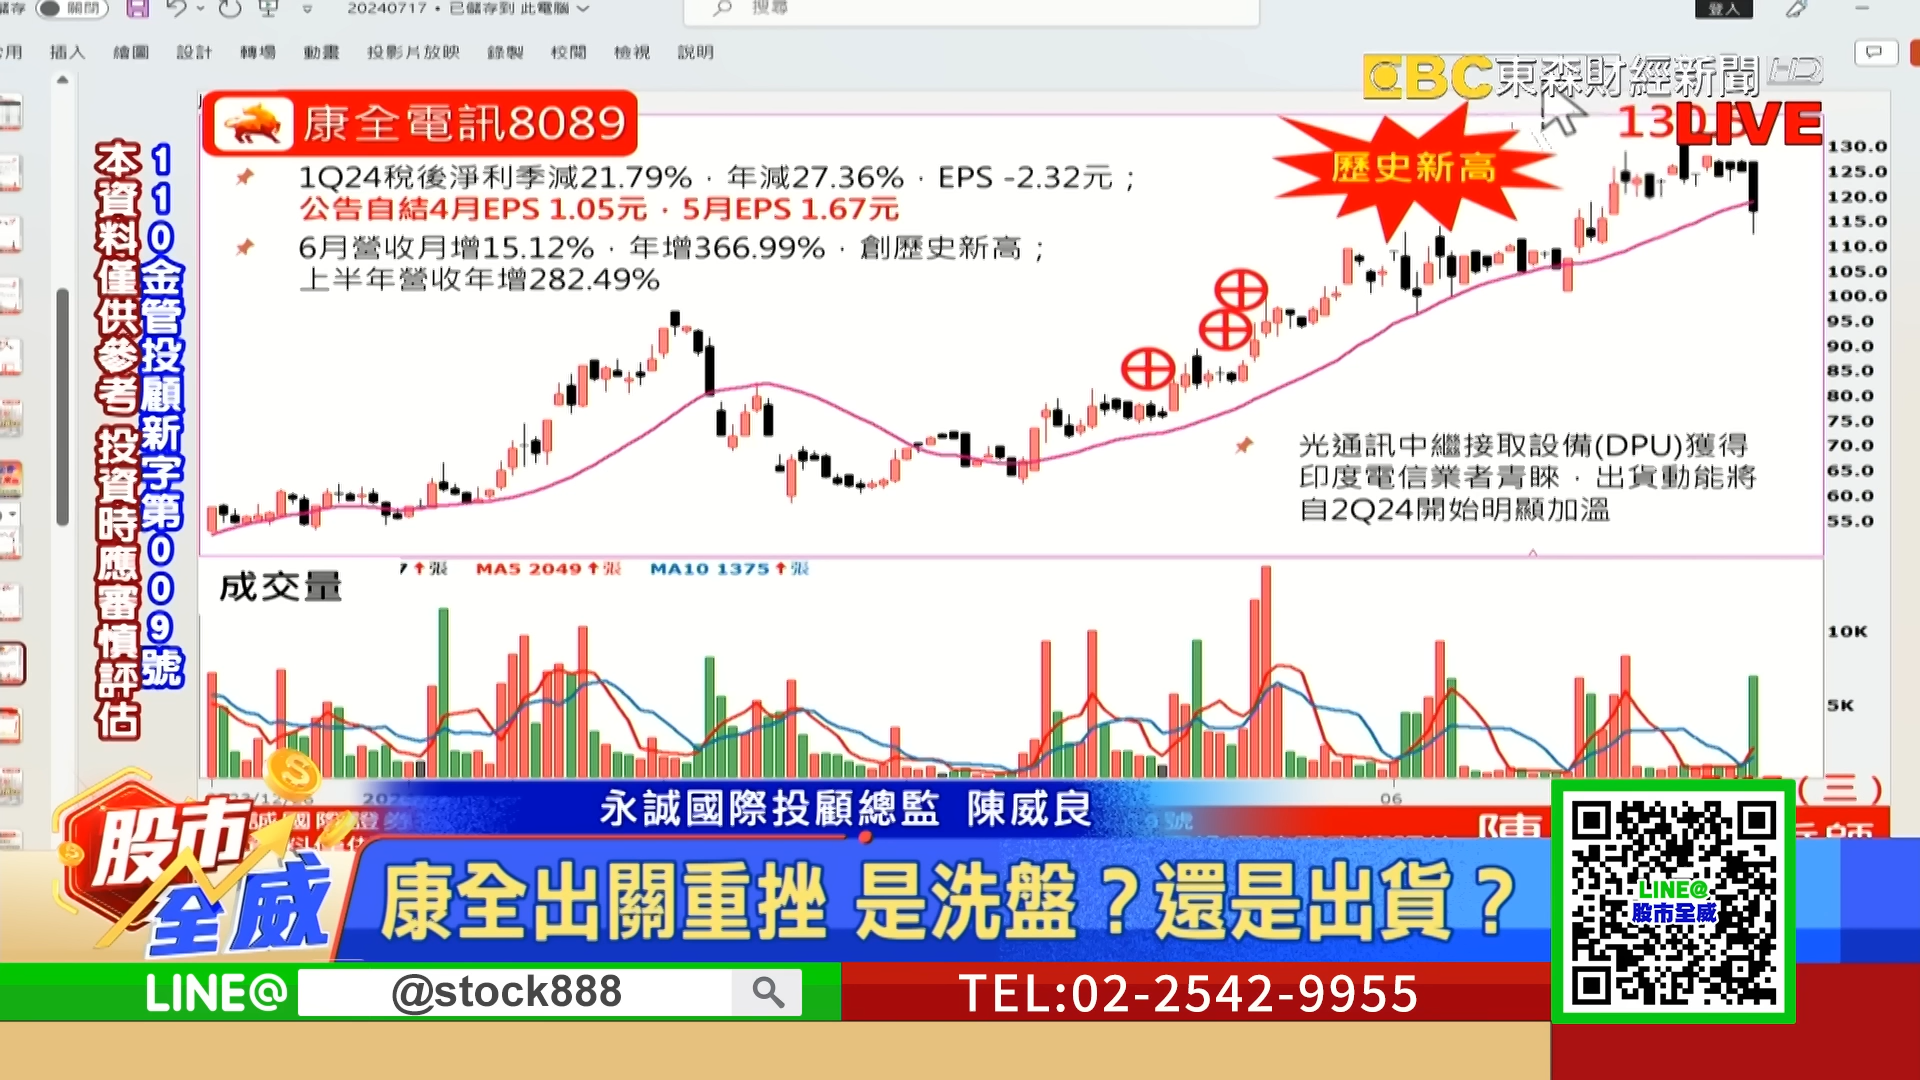 儲存 關閉 20240717 • 已儲存到 此電腦 搜尋 登入
常用 插入 繪圖 設計 轉場 動畫 投影片放映 錄製 校閱 檢視 說明
EBC東森財經新聞 HD
LIVE
康全電訊8089
1Q24稅後淨利季減21.79%，年減27.36%，EPS -2.32元；
公告自結4月EPS 1.05元，5月EPS 1.67元
6月營收月增15.12%，年增366.99%，創歷史新高；
上半年營收年增282.49%
歷史新高
130.0
125.0
120.0
115.0
110.0
105.0
100.0
95.0
90.0
85.0
80.0
75.0
70.0
65.0
60.0
55.0
光通訊中繼接取設備(DPU)獲得
印度電信業者青睞，出貨動能將
自2Q24開始明顯加溫
110金管投顧新字第009號
本資料僅供參考 投資時應審慎評估
成交量 7↑張 MA5 2049↑張 MA10 1375↑張
10K
5K
06
(三)
永誠國際投顧總監 陳威良
股市全威
康全出關重挫 是洗盤？還是出貨？
LINE@
股市全威
LINE@ @stock888 TEL:02-2542-9955